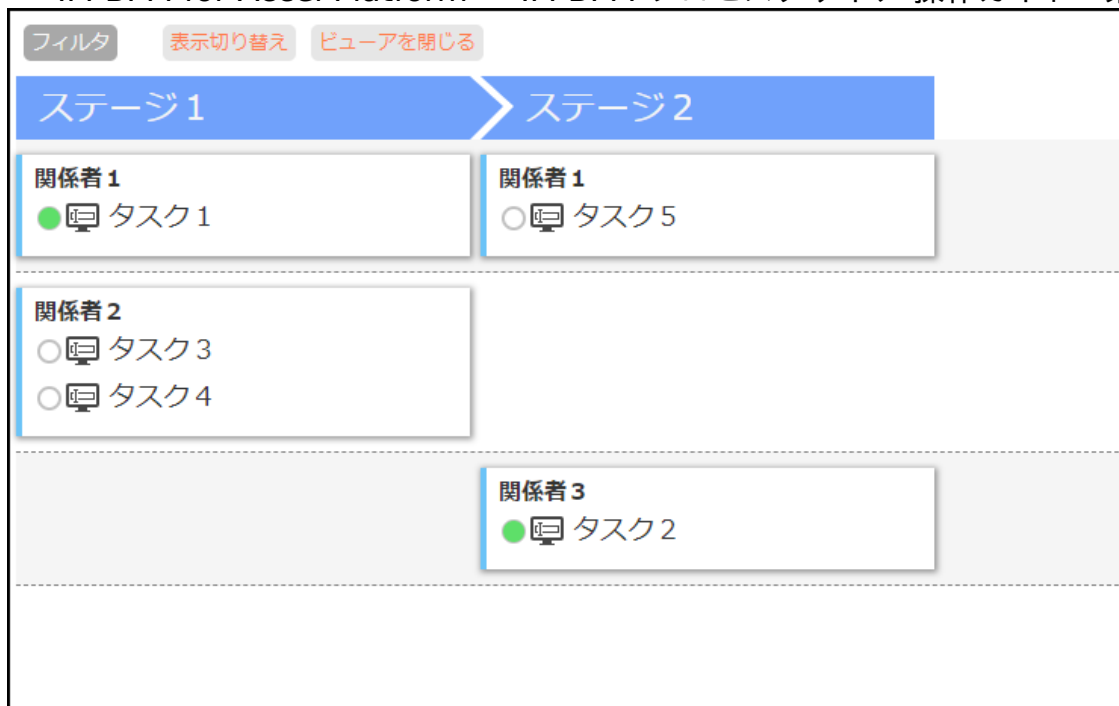 フィルタ 表示切り替え ビューアを閉じる
ステージ1 ステージ2
関係者1
タスク1
関係者1
タスク5
関係者2
タスク3
タスク4
関係者3
タスク2